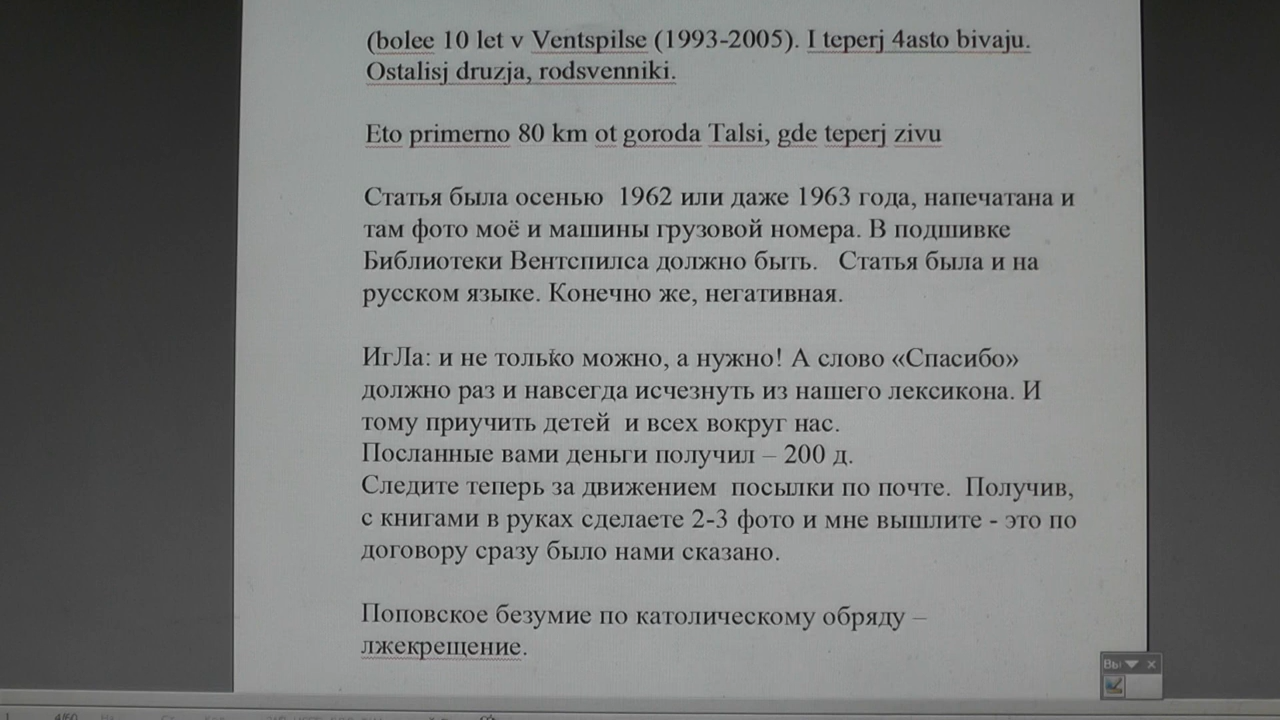 (bolee 10 let v Ventspilse (1993-2005). I teperj 4asto bivaju.
Ostalisj druzja, rodsvenniki.
Eto primerno 80 km ot goroda Talsi, gde teperj zivu
Статья была осенью 1962 или даже 1963 года, напечатана и
там фото моё и машины грузовой номера. В подшивке
Библиотеки Вентспилса должно быть. Статья была и на
русском языке. Конечно же, негативная.
ИгЛа: и не только можно, а нужно! А слово «Спасибо»
должно раз и навсегда исчезнуть из нашего лексикона. И
тому приучить детей и всех вокруг нас.
Посланные вами деньги получил – 200 д.
Следите теперь за движением посылки по почте. Получив,
с книгами в руках сделаете 2-3 фото и мне вышлите - это по
договору сразу было нами сказано.
Поповское безумие по католическому обряду –
лжекрещение.
Вы